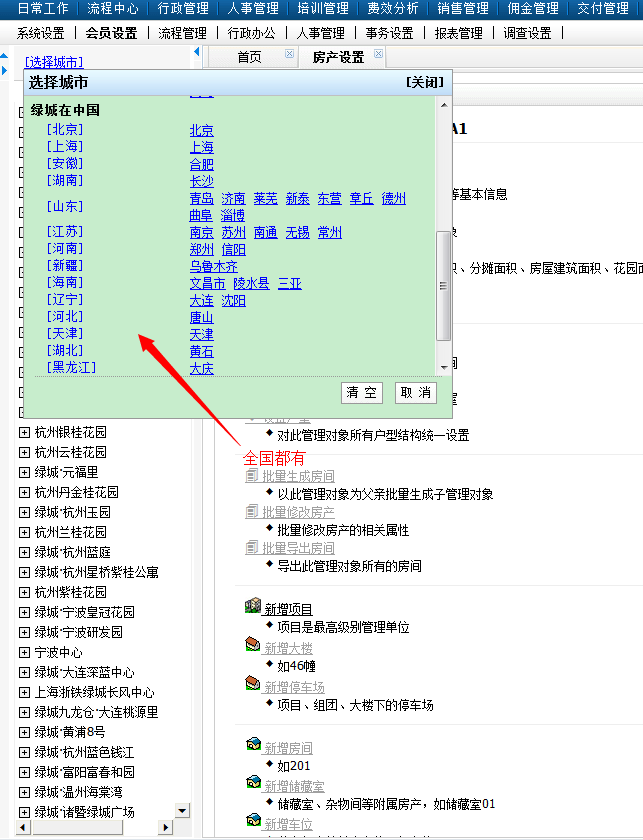 日常工作 流程中心 行政管理 人事管理 培训管理 费效分析 销售管理 佣金管理 交付管理
系统设置 会员设置 流程管理 行政办公 人事管理 事务设置 报表管理 调查设置
[选择城市]
首页 房产设置
选择城市 [关闭]
绿城在中国
[北京] 北京
[上海] 上海
[安徽] 合肥
[湖南] 长沙
[山东] 青岛 济南 莱芜 新泰 东营 章丘 德州
曲阜 淄博
[江苏] 南京 苏州 南通 无锡 常州
[河南] 郑州 信阳
[新疆] 乌鲁木齐
[海南] 文昌市 陵水县 三亚
[辽宁] 大连 沈阳
[河北] 唐山
[天津] 天津
[湖北] 黄石
[黑龙江] 大庆
清 空 取 消
A1
等基本信息
、分摊面积、房屋建筑面积、花园面
全国都有
杭州银桂花园
杭州云桂花园
绿城·元福里
杭州丹金桂花园
绿城·杭州玉园
杭州兰桂花园
绿城·杭州蓝庭
绿城·杭州星桥紫桂公寓
杭州紫桂花园
绿城·宁波皇冠花园
绿城·宁波研发园
宁波中心
绿城·大连深蓝中心
上海浙铁绿城长风中心
绿城九龙仓·大连桃源里
绿城·黄浦8号
绿城·杭州蓝色钱江
绿城·富阳富春和园
绿城·温州海棠湾
绿城·诸暨绿城广场
对此管理对象所有户型结构统一设置
批量生成房间
以此管理对象为父亲批量生成子管理对象
批量修改房产
批量修改房产的相关属性
批量导出房间
导出此管理对象所有的房间
新增项目
项目是最高级别管理单位
新增大楼
如46幢
新增停车场
项目、组团、大楼下的停车场
新增房间
如201
新增储藏室
储藏室、杂物间等附属房产，如储藏室01
新增车位